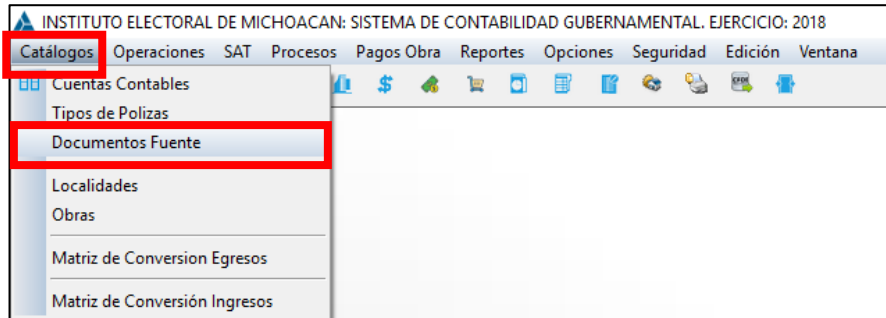 INSTITUTO ELECTORAL DE MICHOACAN: SISTEMA DE CONTABILIDAD GUBERNAMENTAL. EJERCICIO: 2018
Catálogos Operaciones SAT Procesos Pagos Obra Reportes Opciones Seguridad Edición Ventana
Cuentas Contables
Tipos de Polizas
Documentos Fuente
Localidades
Obras
Matriz de Conversion Egresos
Matriz de Conversión Ingresos